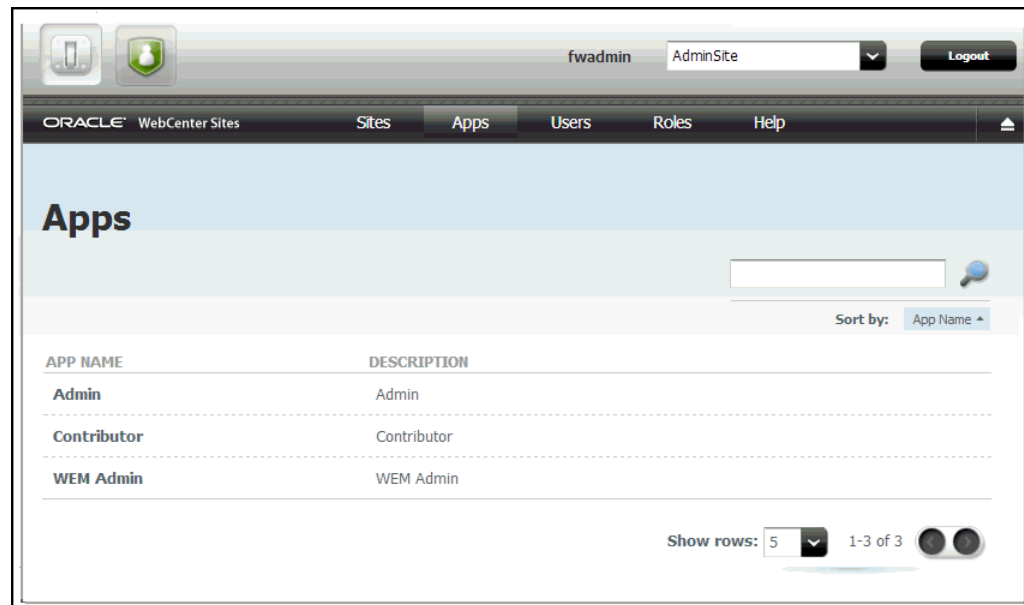 fwadmin AdminSite Logout
ORACLE® WebCenter Sites Sites Apps Users Roles Help
Apps
Sort by: App Name
APP NAME DESCRIPTION
Admin Admin
Contributor Contributor
WEM Admin WEM Admin
Show rows: 5 1-3 of 3